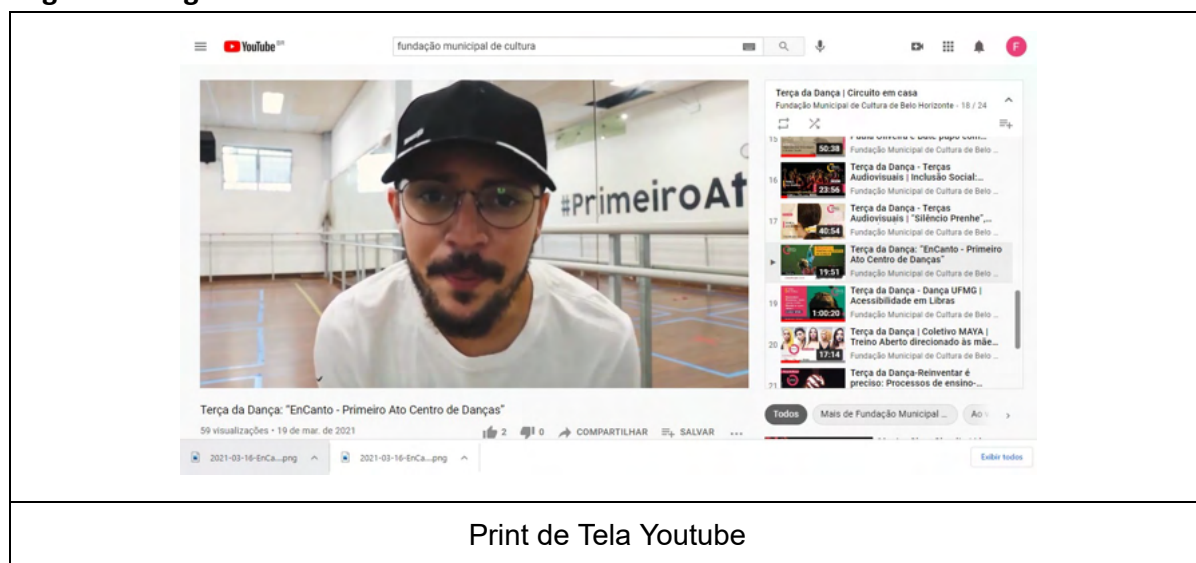 YouTube BR
fundação municipal de cultura
F
#PrimeiroAt
Terça da Dança | Circuito em casa
Fundação Municipal de Cultura de Belo Horizonte - 18 / 24
15
50:38
Fundação Municipal de Cultura de Belo ...
16
23:56
Terça da Dança - Terças
Audiovisuais | Inclusão Social:...
Fundação Municipal de Cultura de Belo ...
17
40:54
Terça da Dança - Terças
Audiovisuais | "Silêncio Prenhe",...
Fundação Municipal de Cultura de Belo ...
19:51
Terça da Dança: "EnCanto - Primeiro
Ato Centro de Danças"
Fundação Municipal de Cultura de Belo ...
19
1:00:20
Terça da Dança - Dança UFMG |
Acessibilidade em Libras
Fundação Municipal de Cultura de Belo ...
20
17:14
Terça da Dança | Coletivo MAYA |
Treino Aberto direcionado às mãe...
Fundação Municipal de Cultura de Belo ...
21
Terça da Dança-Reinventar é
preciso: Processos de ensino-...
Terça da Dança: "EnCanto - Primeiro Ato Centro de Danças"
59 visualizações • 19 de mar. de 2021
2
0
COMPARTILHAR
SALVAR
...
Todos
Mais de Fundação Municipal ...
Ao
2021-03-16-EnCa....png
2021-03-16-EnCa....png
Exibir todos
Print de Tela Youtube